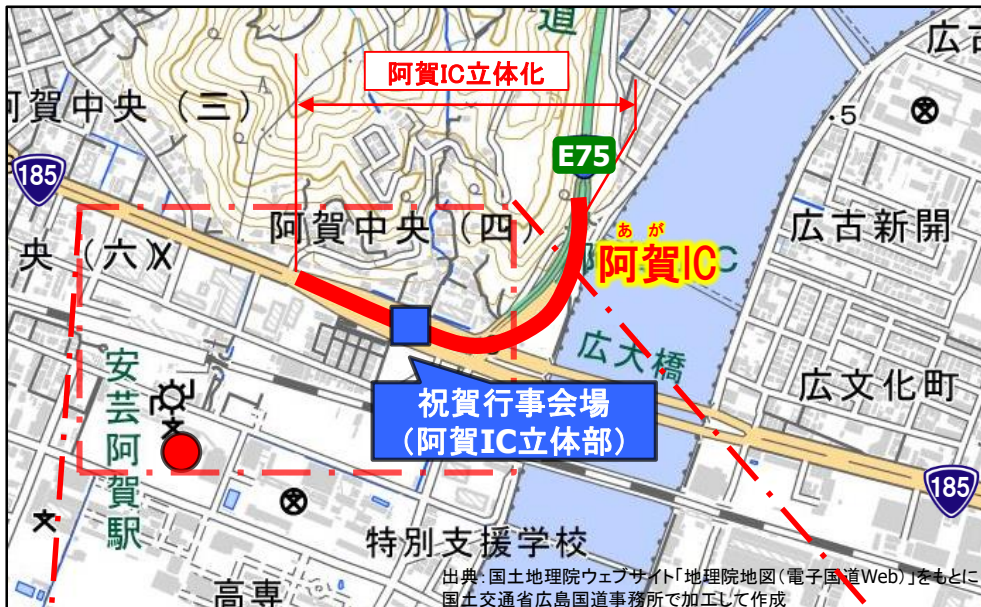 道
広古
阿賀IC立体化
阿賀中央(三)
.5
E75
185
阿賀中央(四)
広古新開
央(六)
あが
阿賀IC
広大橋
安芸阿賀駅
広文化町
祝賀行事会場
(阿賀IC立体部)
185
特別支援学校
高専
出典:国土地理院ウェブサイト「地理院地図(電子国道Web)」をもとに
国土交通省広島国道事務所で加工して作成